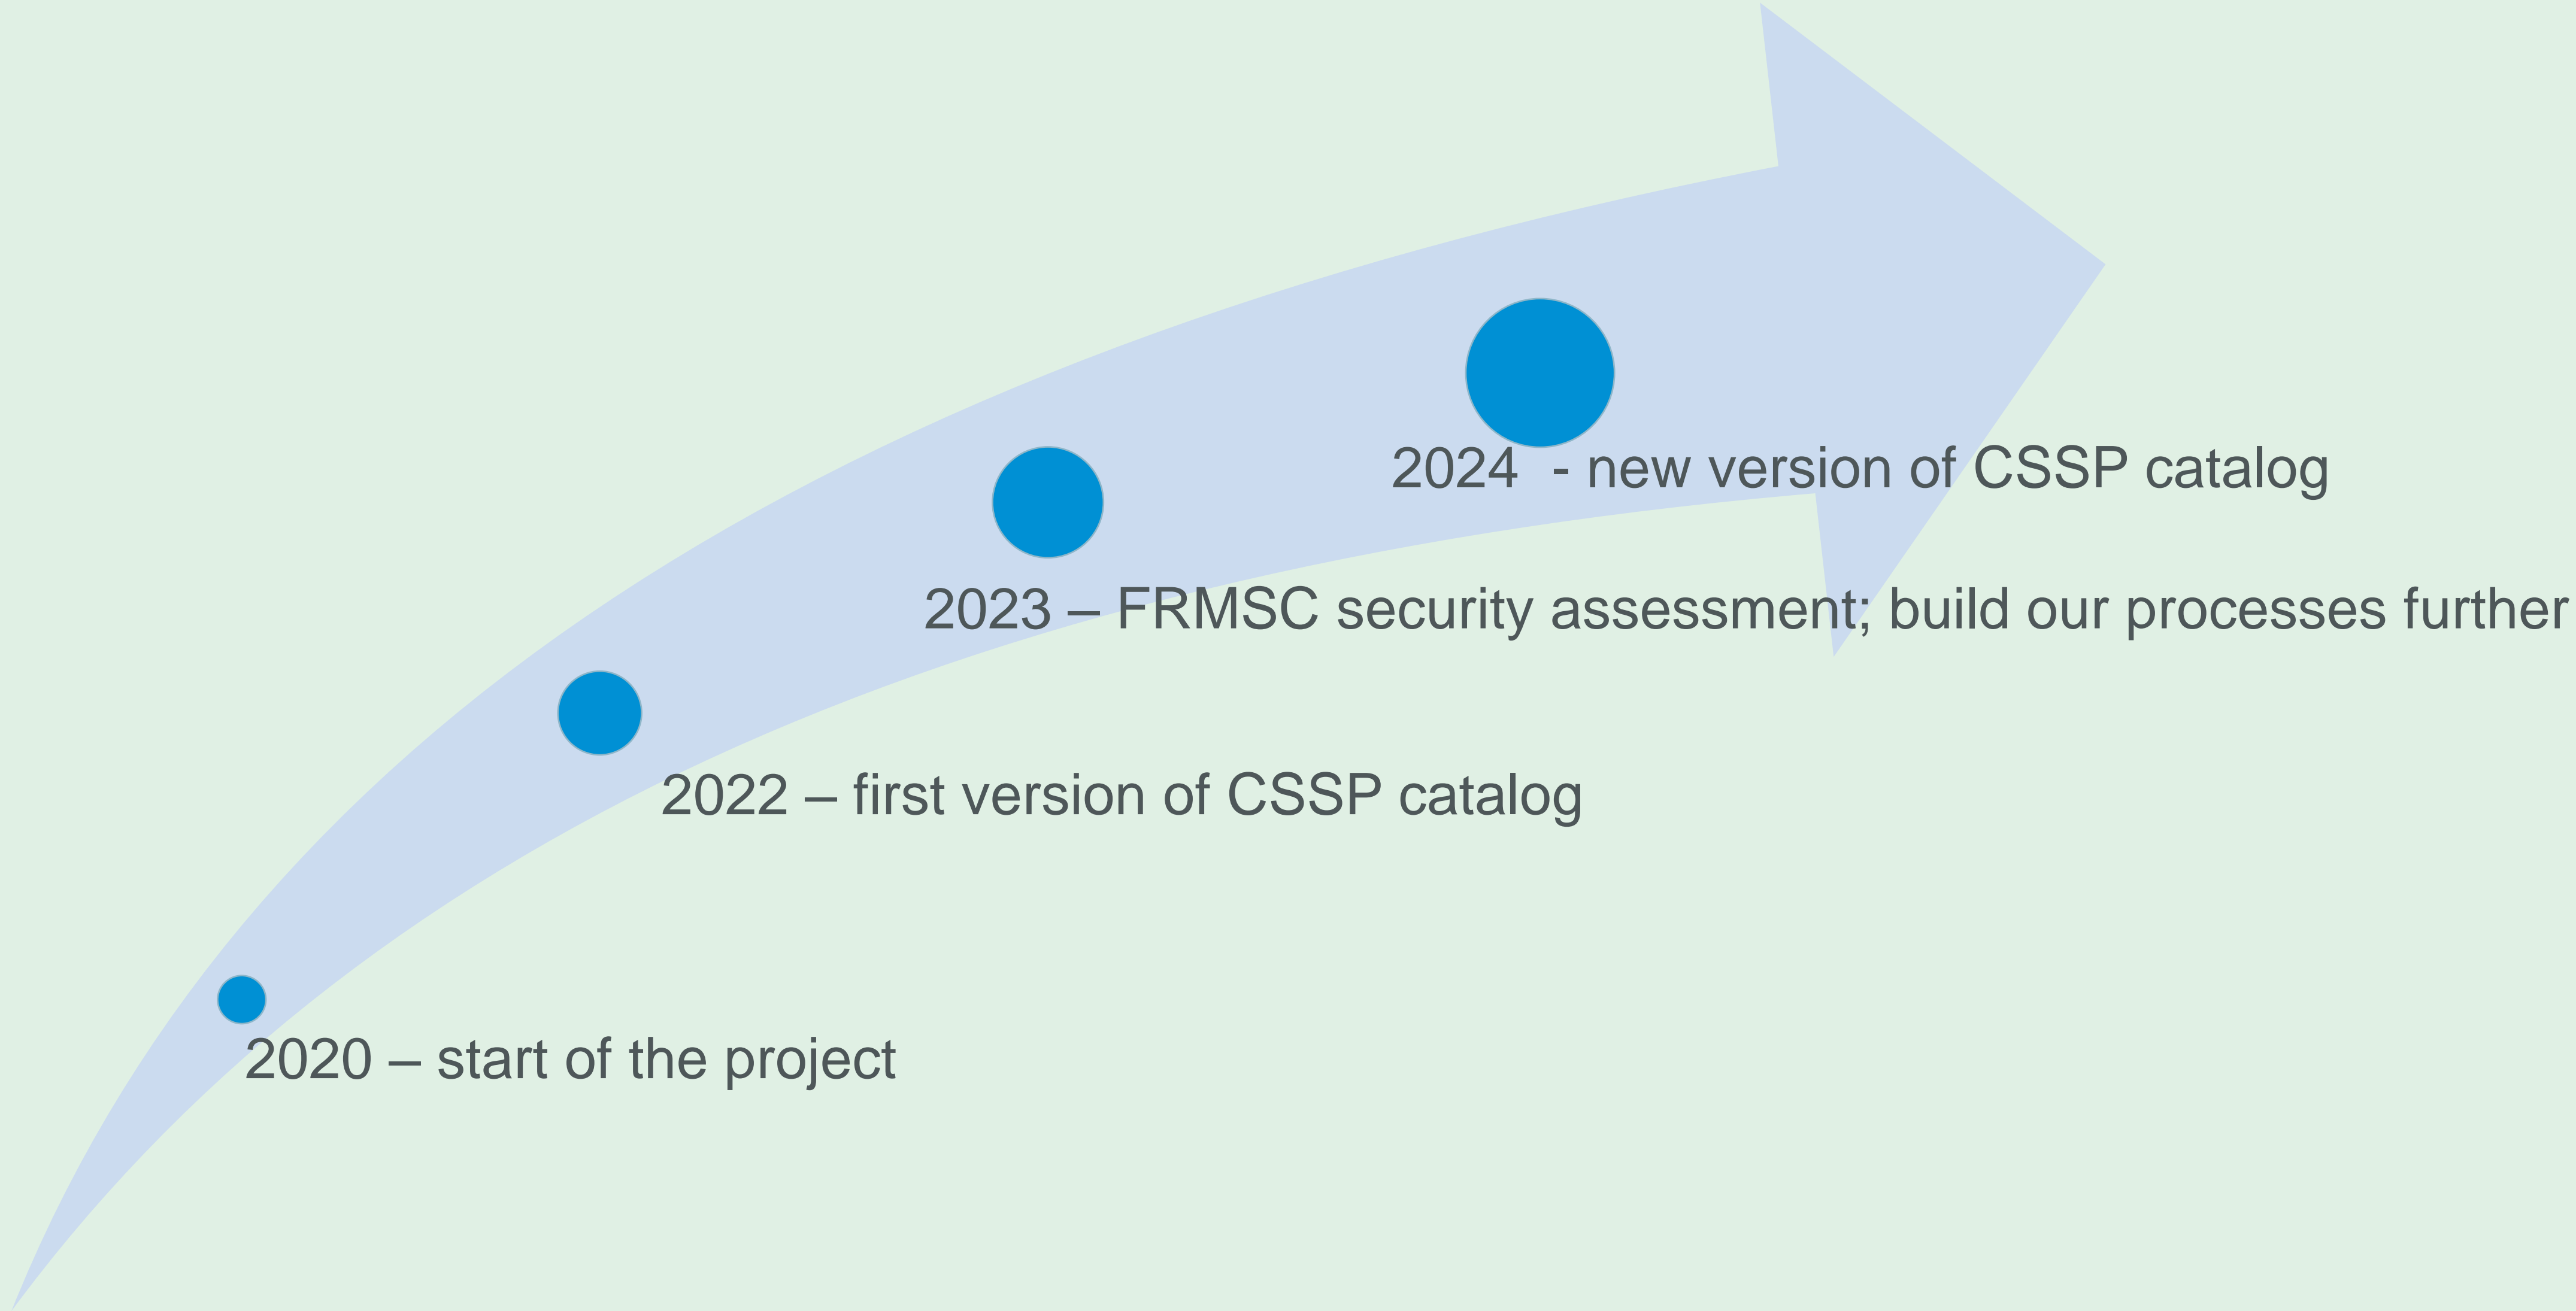 2024  - new version of CSSP catalog
2023 – FRMSC security assessment; build our processes further
2022 – first version of CSSP catalog
2020 – start of the project